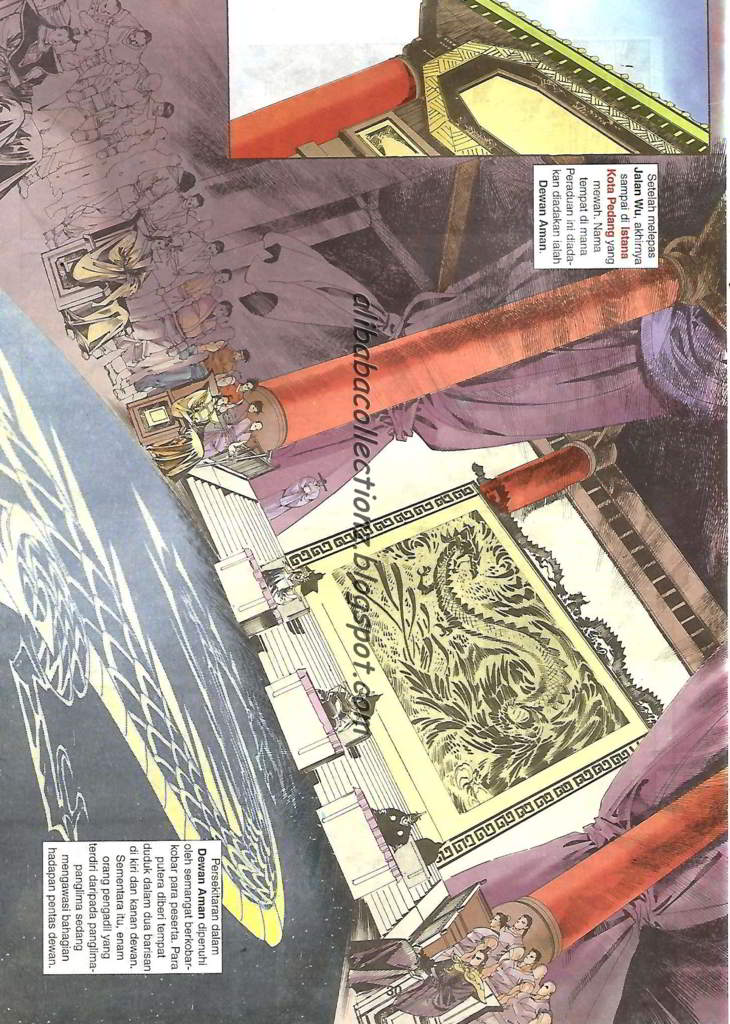 Setelah melepas
Jalan Wu, akhirnya
sampai di Istana
Kota Pedang yang
mewah. Nama
tempat di mana
Peraduan ini diada-
kan diadakan ialah
Dewan Aman.
alibabacollections.blogspot.com
Persekitaran dalam
Dewan Aman dipenuhi
oleh semangat berkobar-
kobar para peserta. Para
putera diberi tempat
duduk dalam dua barisan
di kiri dan kanan dewan.
Sementara itu, enam
orang pengadil yang
terdiri daripada panglima-
panglima sedang
mengawasi bahagian
hadapan pentas dewan.
30